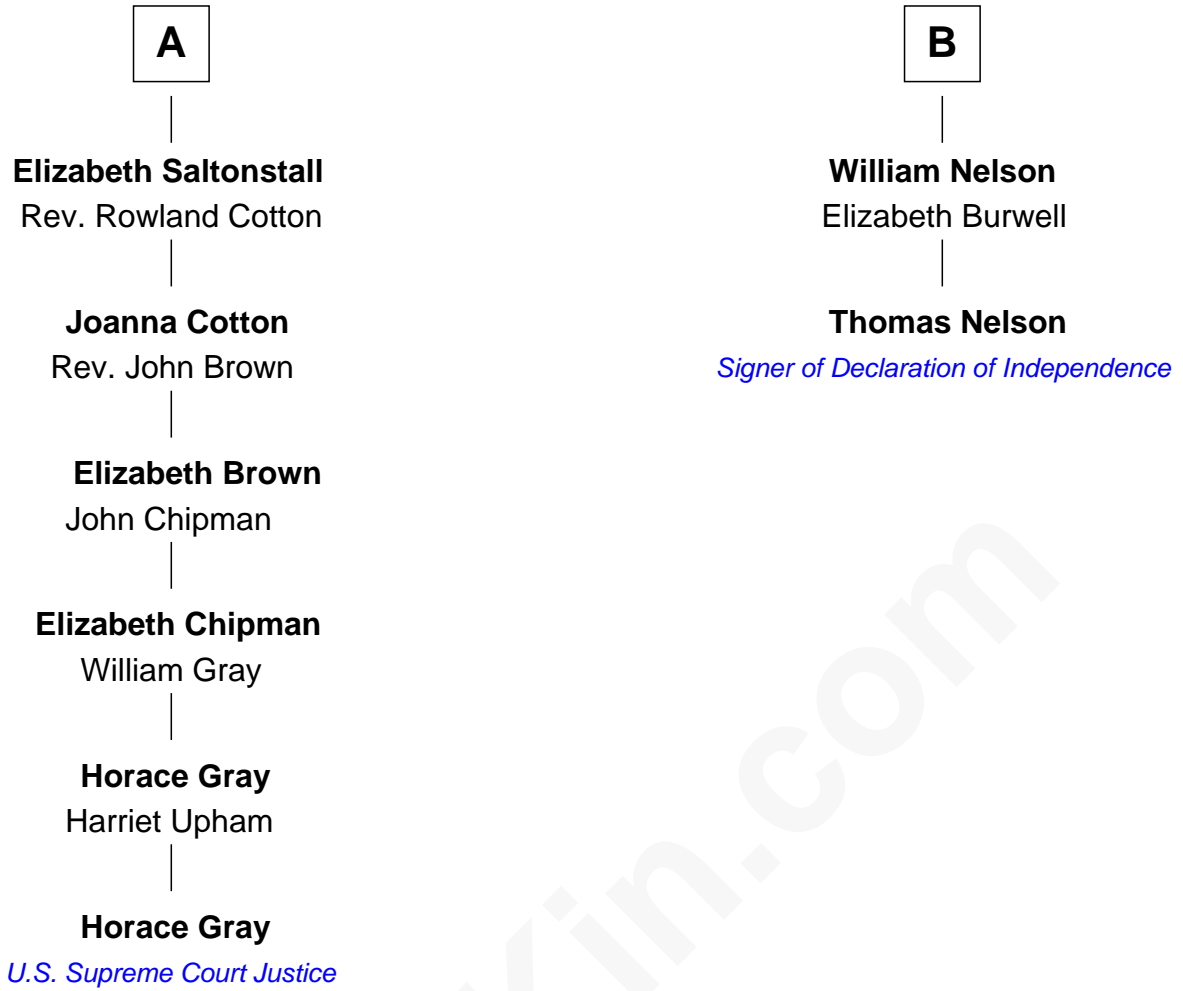 A
Elizabeth Saltonstall
Rev. Rowland Cotton
Joanna Cotton
Rev. John Brown
Elizabeth Brown
John Chipman
Elizabeth Chipman
William Gray
Horace Gray
Harriet Upham
Horace Gray
U.S. Supreme Court Justice
B
William Nelson
Elizabeth Burwell
Thomas Nelson
Signer of Declaration of Independence